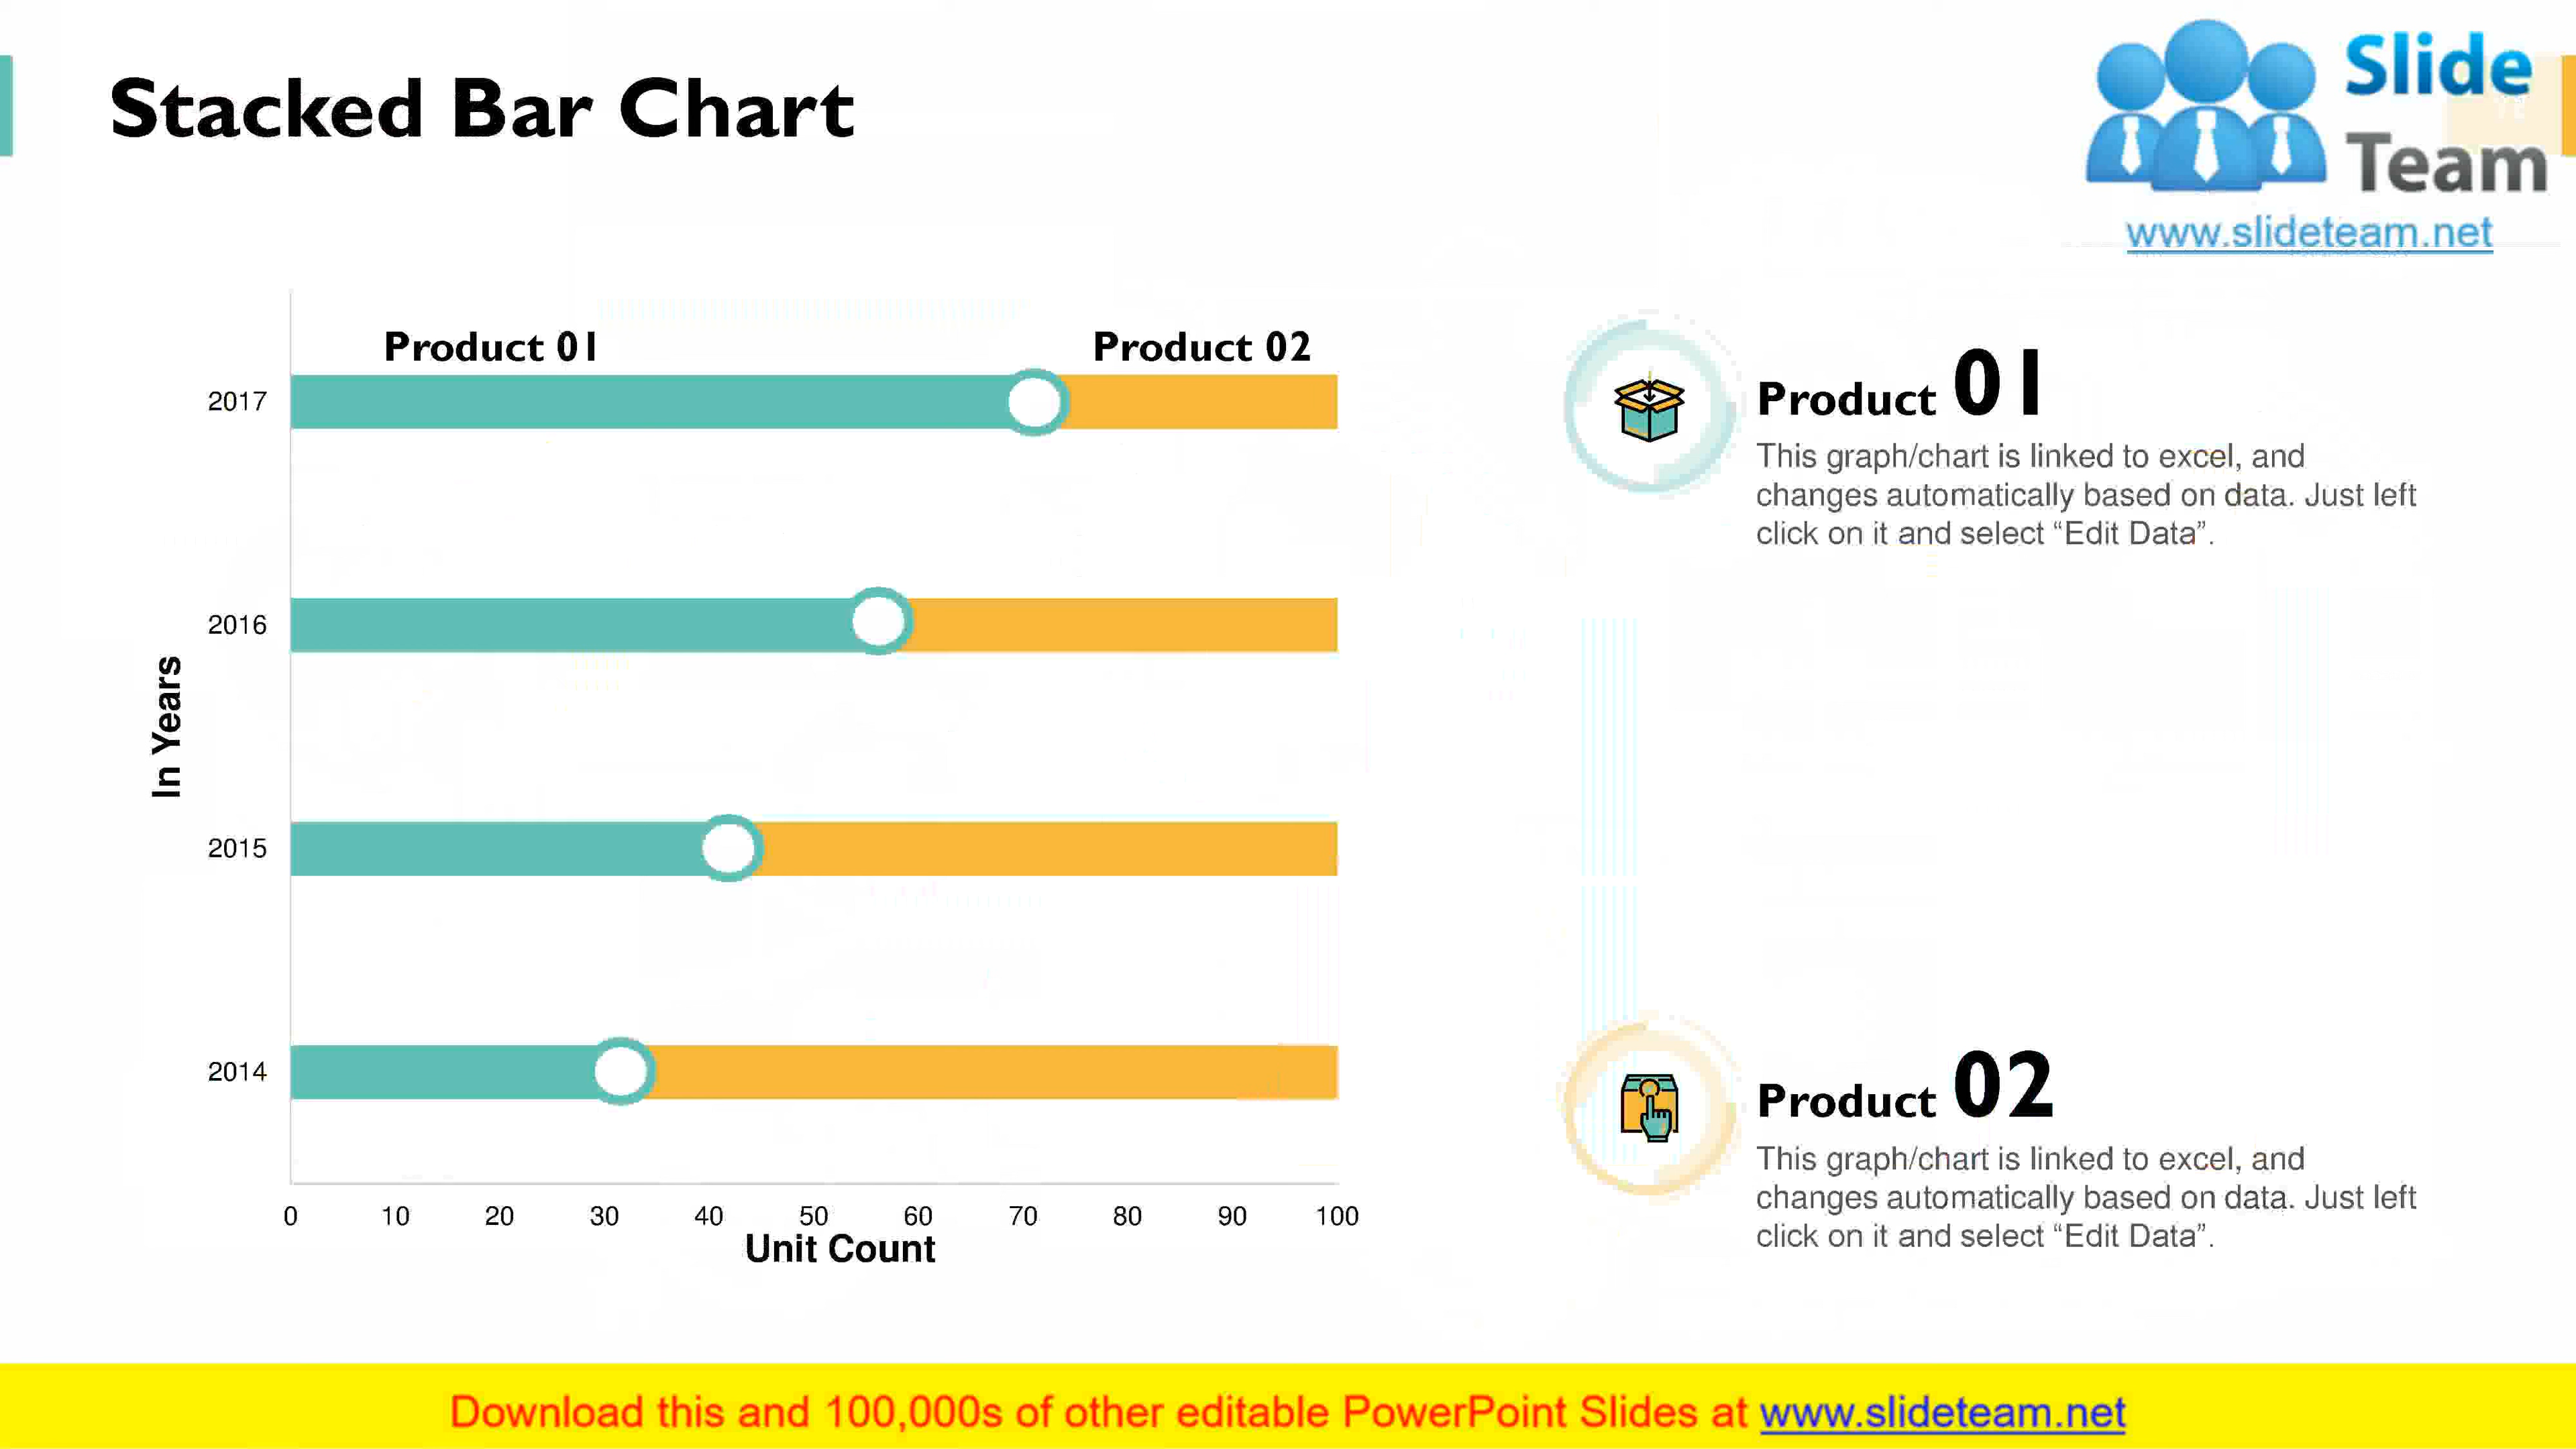 Stacked Bar Chart
Slide
Team
www.slideteam.net
Product 01
Product 02
2017
2016
2015
2014
In Years
0 10 20 30 40 50 60 70 80 90 100
Unit Count
Product 01
This graph/chart is linked to excel, and
changes automatically based on data. Just left
click on it and select “Edit Data”.
Product 02
This graph/chart is linked to excel, and
changes automatically based on data. Just left
click on it and select “Edit Data”.
Download this and 100,000s of other editable PowerPoint Slides at www.slideteam.net